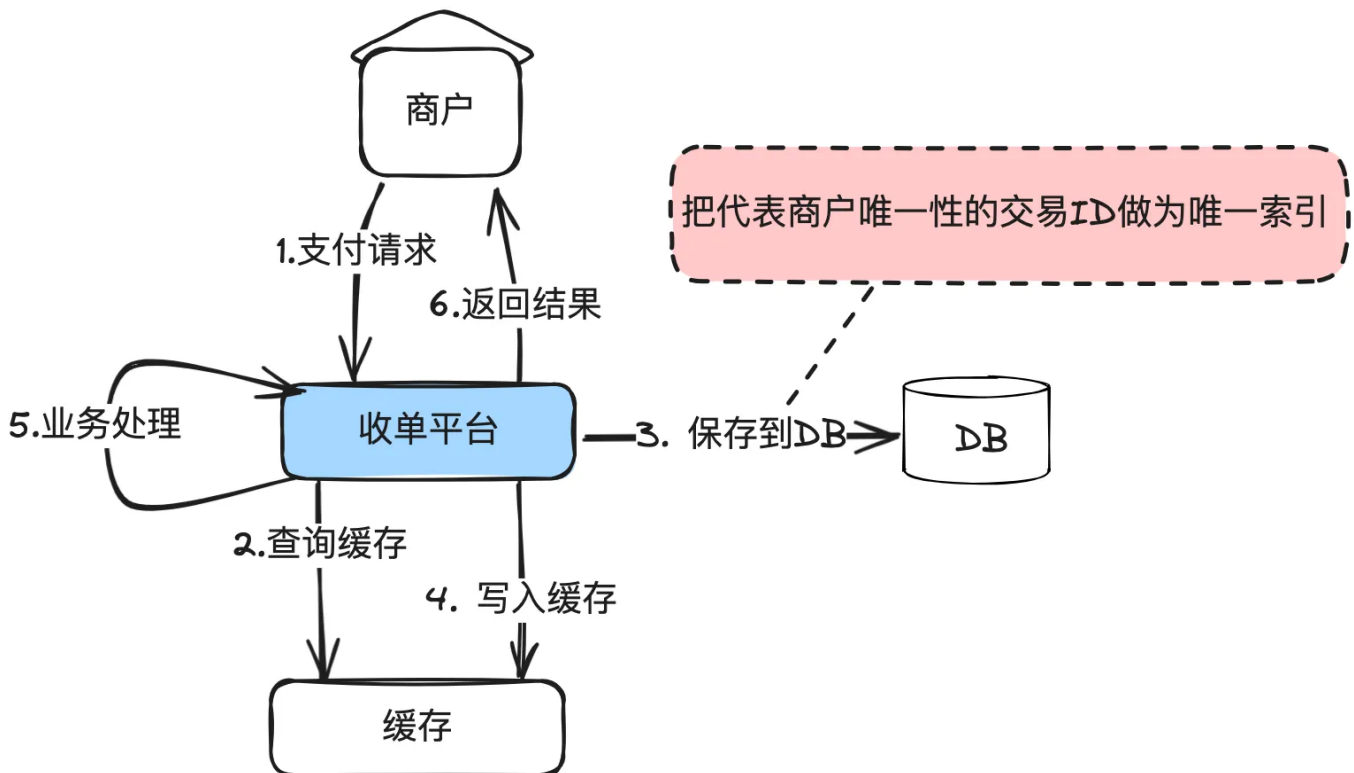 商户
把代表商户唯一性的交易ID做为唯一索引
1.支付请求
6.返回结果
5.业务处理
收单平台
3. 保存到DB
DB
2.查询缓存
4. 写入缓存
缓存